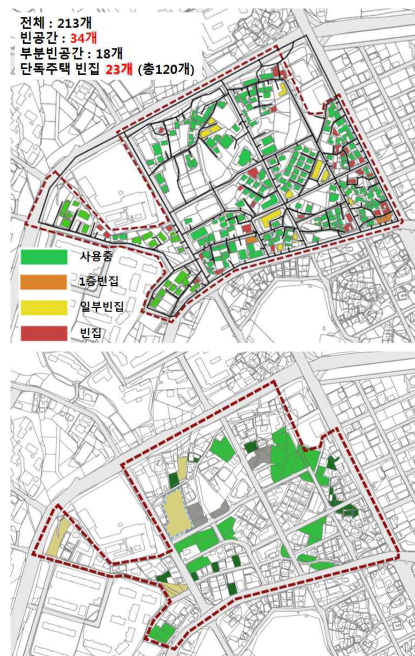 전체 : 213개
빈공간 : 34개
부분빈공간 : 18개
단독주택 빈집 23개 (총120개)
사용중
1층빈집
일부빈집
빈집